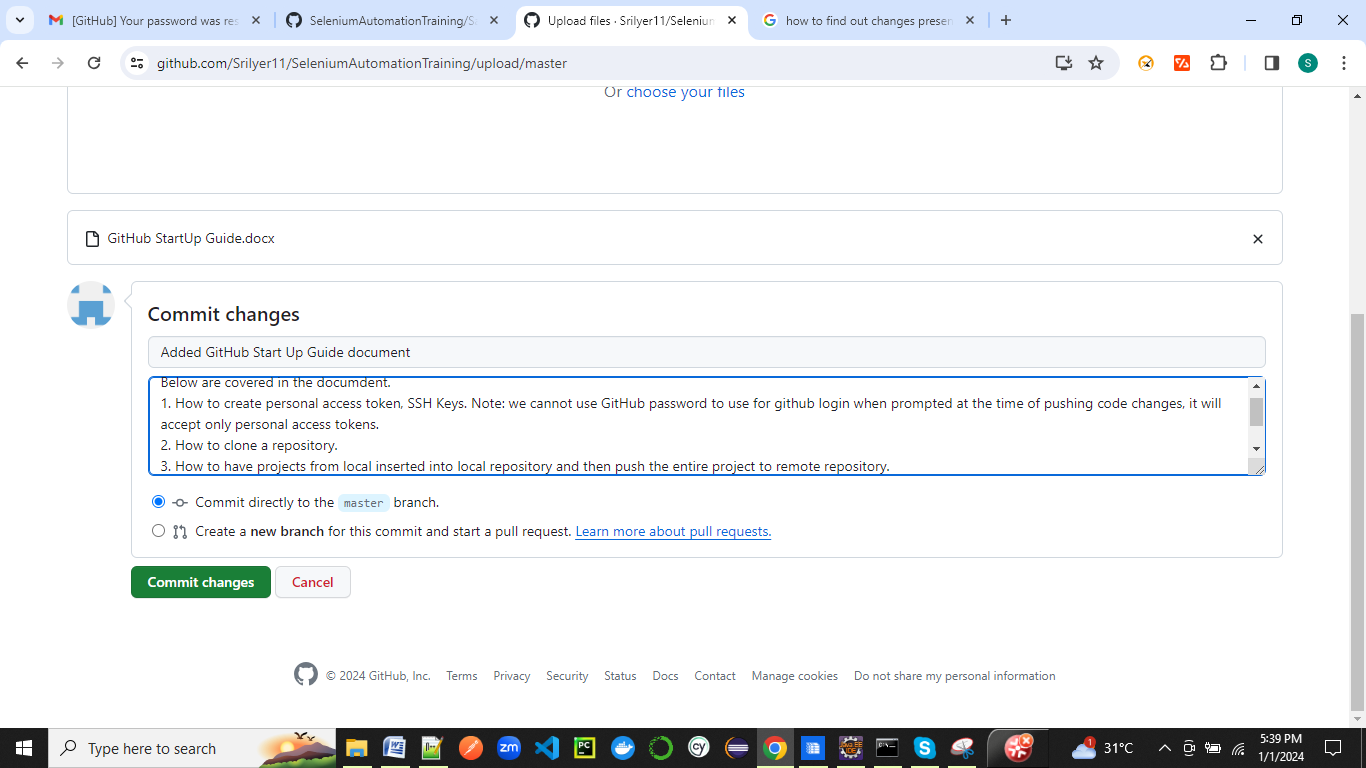 [GitHub] Your password was res
SeleniumAutomationTraining/S
Upload files · Srilyer11/Seleniun
how to find out changes presen
github.com/Srilyer11/SeleniumAutomationTraining/upload/master
S
Or choose your files
GitHub StartUp Guide.docx
Commit changes
Added GitHub Start Up Guide document
Below are covered in the documdent.
1. How to create personal access token, SSH Keys. Note: we cannot use GitHub password to use for github login when prompted at the time of pushing code changes, it will
accept only personal access tokens.
2. How to clone a repository.
3. How to have projects from local inserted into local repository and then push the entire project to remote repository.
Commit directly to the master branch.
Create a new branch for this commit and start a pull request. Learn more about pull requests.
Commit changes
Cancel
© 2024 GitHub, Inc.
Terms
Privacy
Security
Status
Docs
Contact
Manage cookies
Do not share my personal information
Type here to search
zm
PC
cy
1
31°C
5:39 PM
1/1/2024